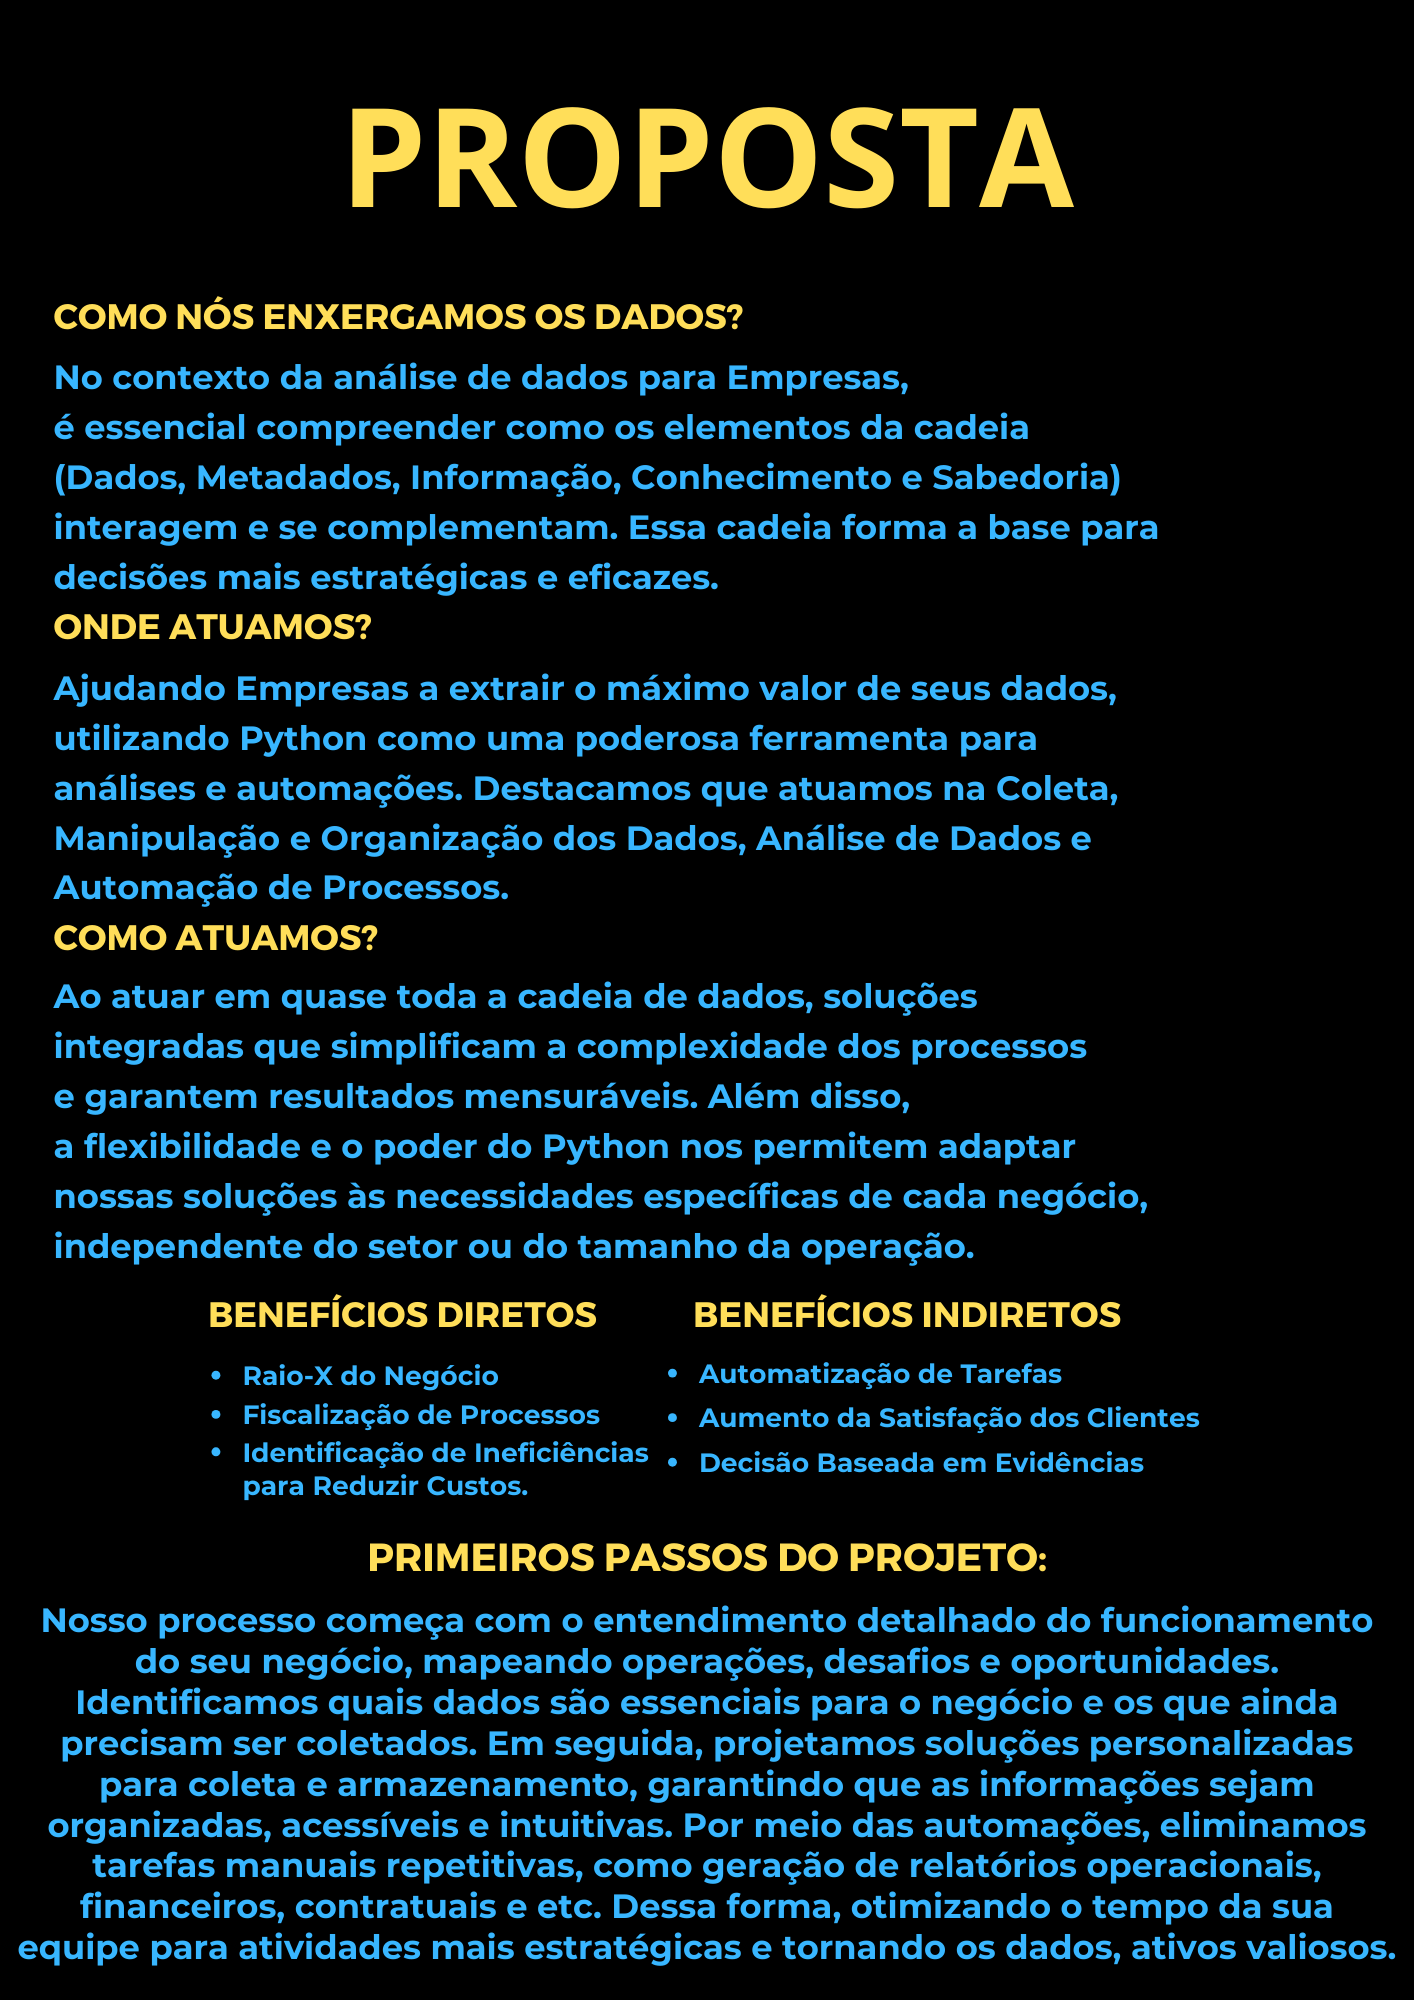 PROPOSTA
COMO NÓS ENXERGAMOS OS DADOS?
No contexto da análise de dados para Empresas,
é essencial compreender como os elementos da cadeia
(Dados, Metadados, Informação, Conhecimento e Sabedoria)
interagem e se complementam. Essa cadeia forma a base para
decisões mais estratégicas e eficazes.
ONDE ATUAMOS?
Ajudando Empresas a extrair o máximo valor de seus dados,
utilizando Python como uma poderosa ferramenta para
análises e automações. Destacamos que atuamos na Coleta,
Manipulação e Organização dos Dados, Análise de Dados e
Automação de Processos.
COMO ATUAMOS?
Ao atuar em quase toda a cadeia de dados, soluções
integradas que simplificam a complexidade dos processos
e garantem resultados mensuráveis. Além disso,
a flexibilidade e o poder do Python nos permitem adaptar
nossas soluções às necessidades específicas de cada negócio,
independente do setor ou do tamanho da operação.
BENEFÍCIOS DIRETOS
• Raio-X do Negócio
• Fiscalização de Processos
• Identificação de Ineficiências
para Reduzir Custos.
BENEFÍCIOS INDIRETOS
• Automatização de Tarefas
• Aumento da Satisfação dos Clientes
• Decisão Baseada em Evidências
PRIMEIROS PASSOS DO PROJETO:
Nosso processo começa com o entendimento detalhado do funcionamento
do seu negócio, mapeando operações, desafios e oportunidades.
Identificamos quais dados são essenciais para o negócio e os que ainda
precisam ser coletados. Em seguida, projetamos soluções personalizadas
para coleta e armazenamento, garantindo que as informações sejam
organizadas, acessíveis e intuitivas. Por meio das automações, eliminamos
tarefas manuais repetitivas, como geração de relatórios operacionais,
financeiros, contratuais e etc. Dessa forma, otimizando o tempo da sua
equipe para atividades mais estratégicas e tornando os dados, ativos valiosos.